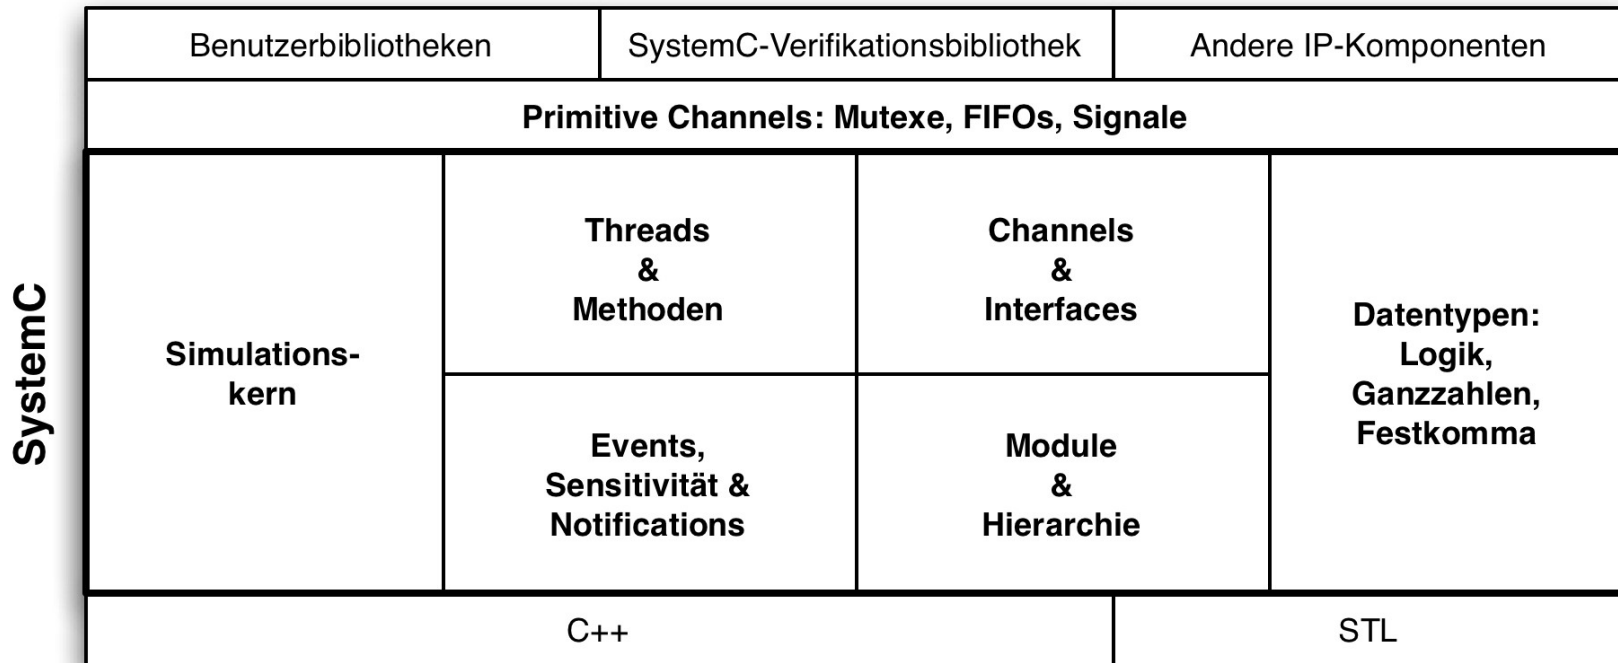 Benutzerbibliotheken
SystemC-Verifikationsbibliothek
Andere IP-Komponenten
Primitive Channels: Mutexe, FIFOs, Signale
SystemC
Simulations-
kern
Threads
&
Methoden
Channels
&
Interfaces
Events,
Sensitivität &
Notifications
Module
&
Hierarchie
Datentypen:
Logik,
Ganzzahlen,
Festkomma
C++
STL